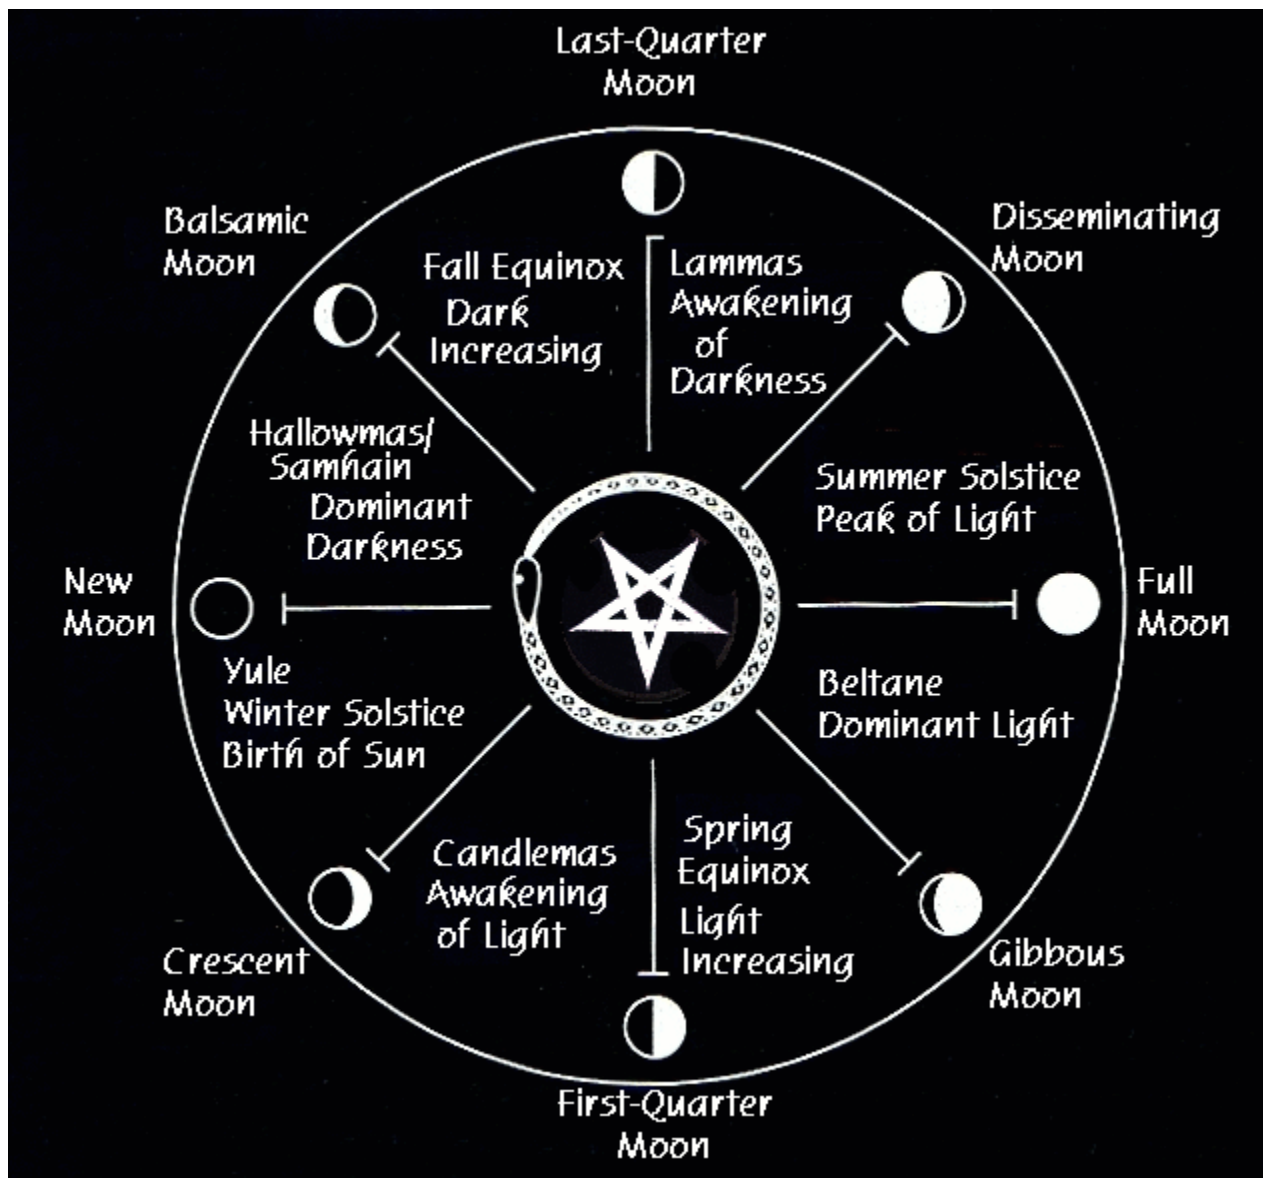 Last-Quarter
Moon
Balsamic
Moon
Disseminating
Moon
Fall Equinox
Dark
Increasing
Lammas
Awakening
of
Darkness
Hallowmas/
Samhain
Dominant
Darkness
Summer Solstice
Peak of Light
New
Moon
Full
Moon
Yule
Winter Solstice
Birth of Sun
Beltane
Dominant Light
Candlemas
Awakening
of Light
Spring
Equinox
Light
Increasing
Crescent
Moon
Gibbous
Moon
First-Quarter
Moon